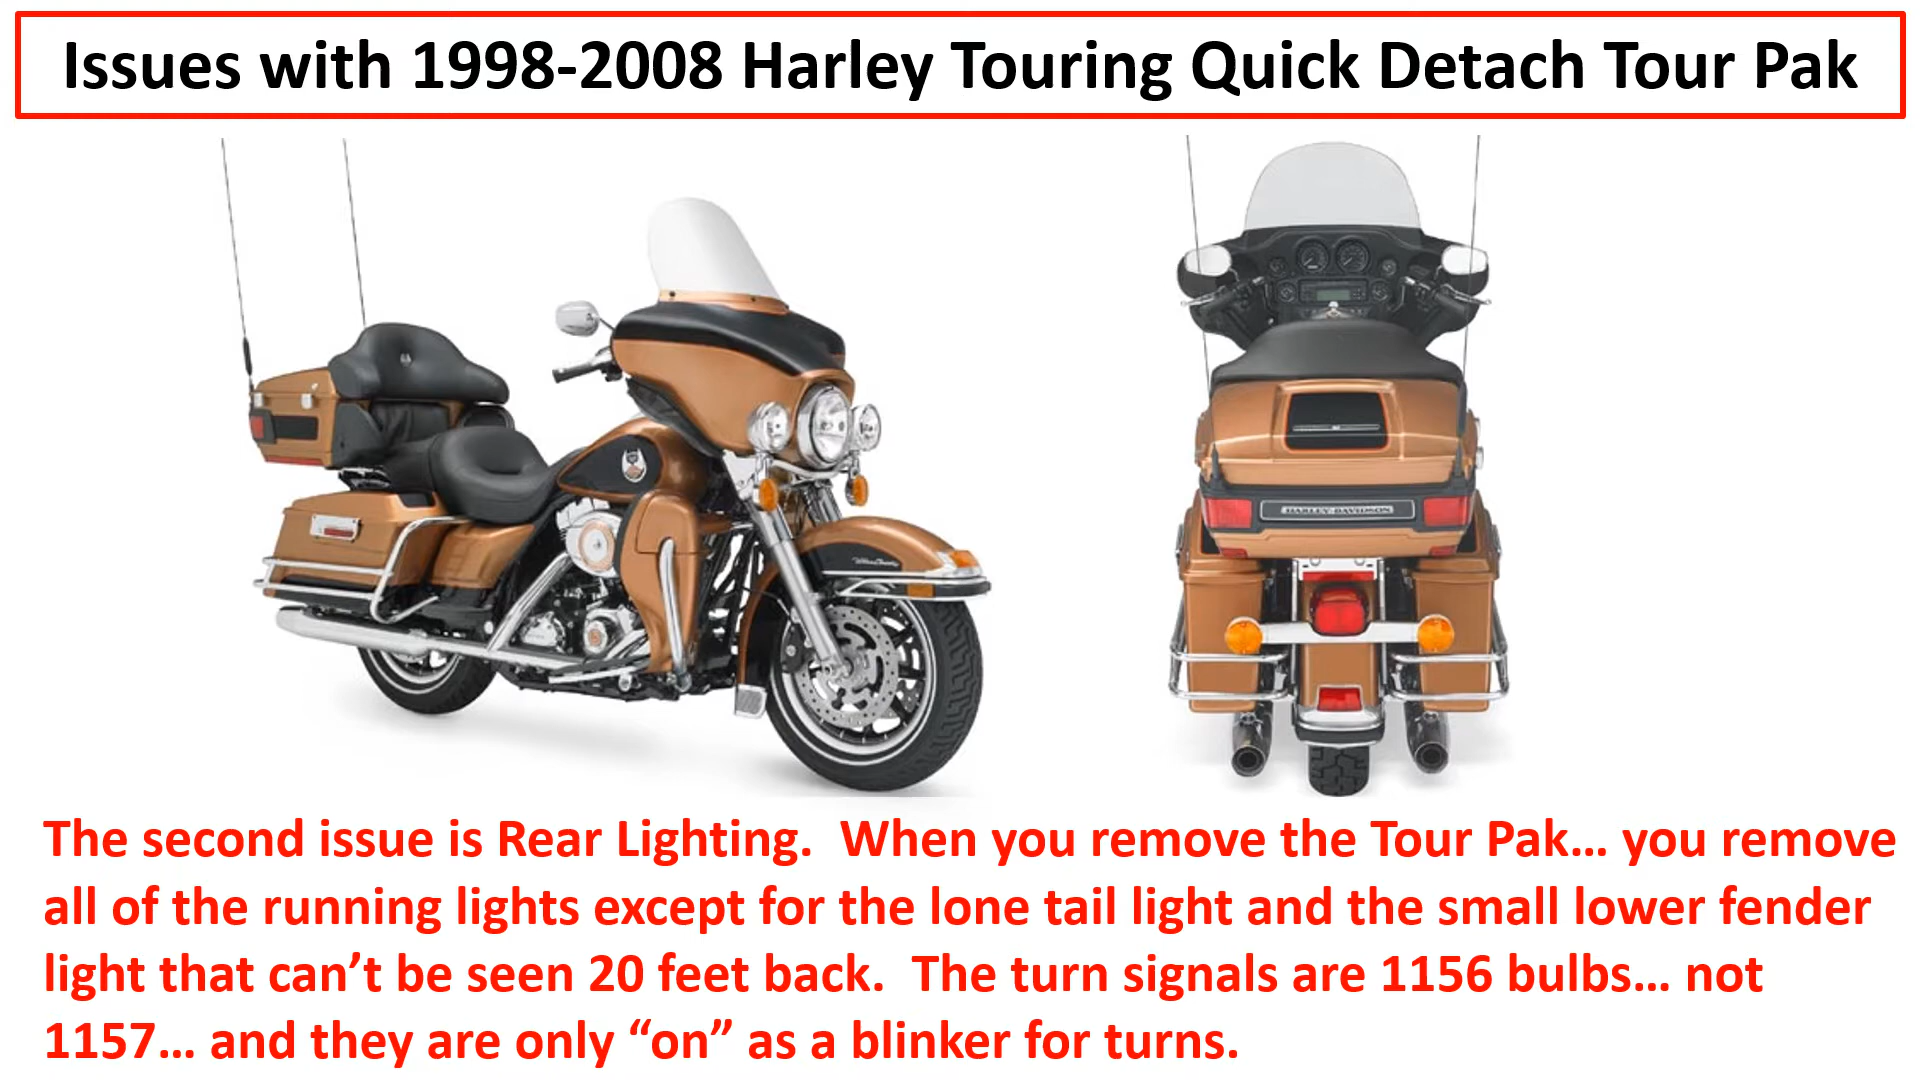 Issues with 1998-2008 Harley Touring Quick Detach Tour Pak
HARLEY-DAVIDSON
The second issue is Rear Lighting.  When you remove the Tour Pak… you remove
all of the running lights except for the lone tail light and the small lower fender
light that can’t be seen 20 feet back.  The turn signals are 1156 bulbs… not
1157… and they are only “on” as a blinker for turns.